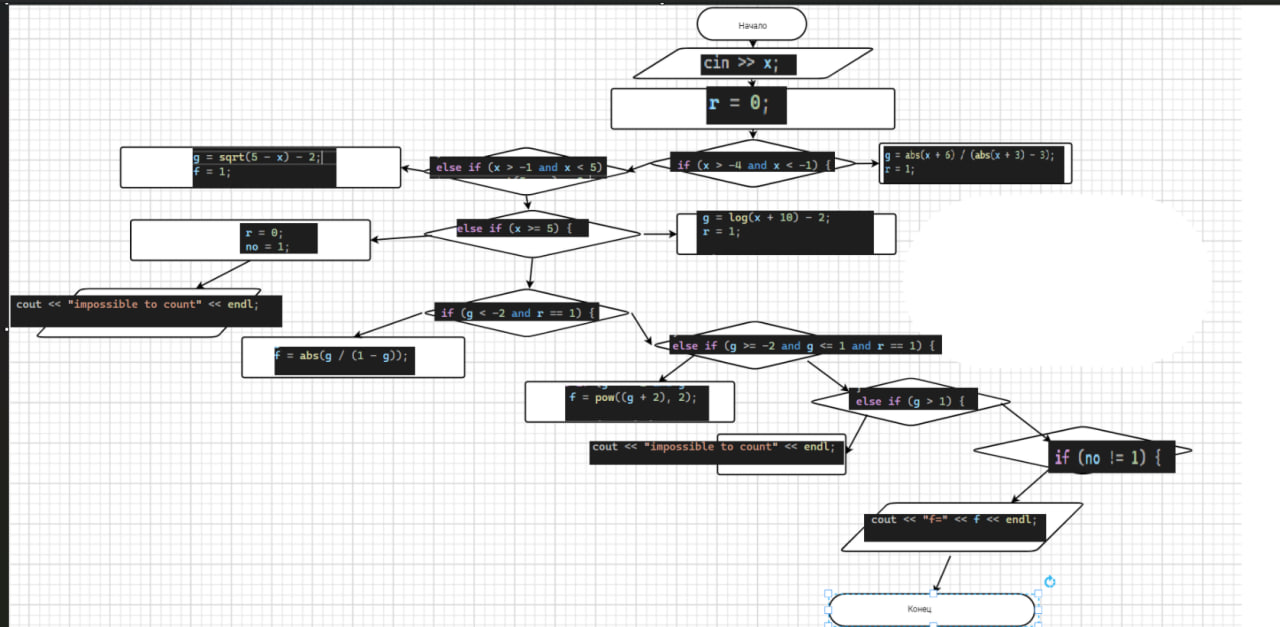 Начало
cin >> x;
r = 0;
if (x > -4 and x < -1) {
g = abs(x + 6) / (abs(x + 3) - 3);
r = 1;
else if (x > -1 and x < 5)
g = sqrt(5 - x) - 2;
f = 1;
else if (x >= 5) {
g = log(x + 10) - 2;
r = 1;
r = 0;
no = 1;
cout << "impossible to count" << endl;
if (g < -2 and r == 1) {
f = abs(g / (1 - g));
else if (g >= -2 and g <= 1 and r == 1) {
f = pow((g + 2), 2);
else if (g > 1) {
cout << "impossible to count" << endl;
if (no != 1) {
cout << "f=" << f << endl;
Конец